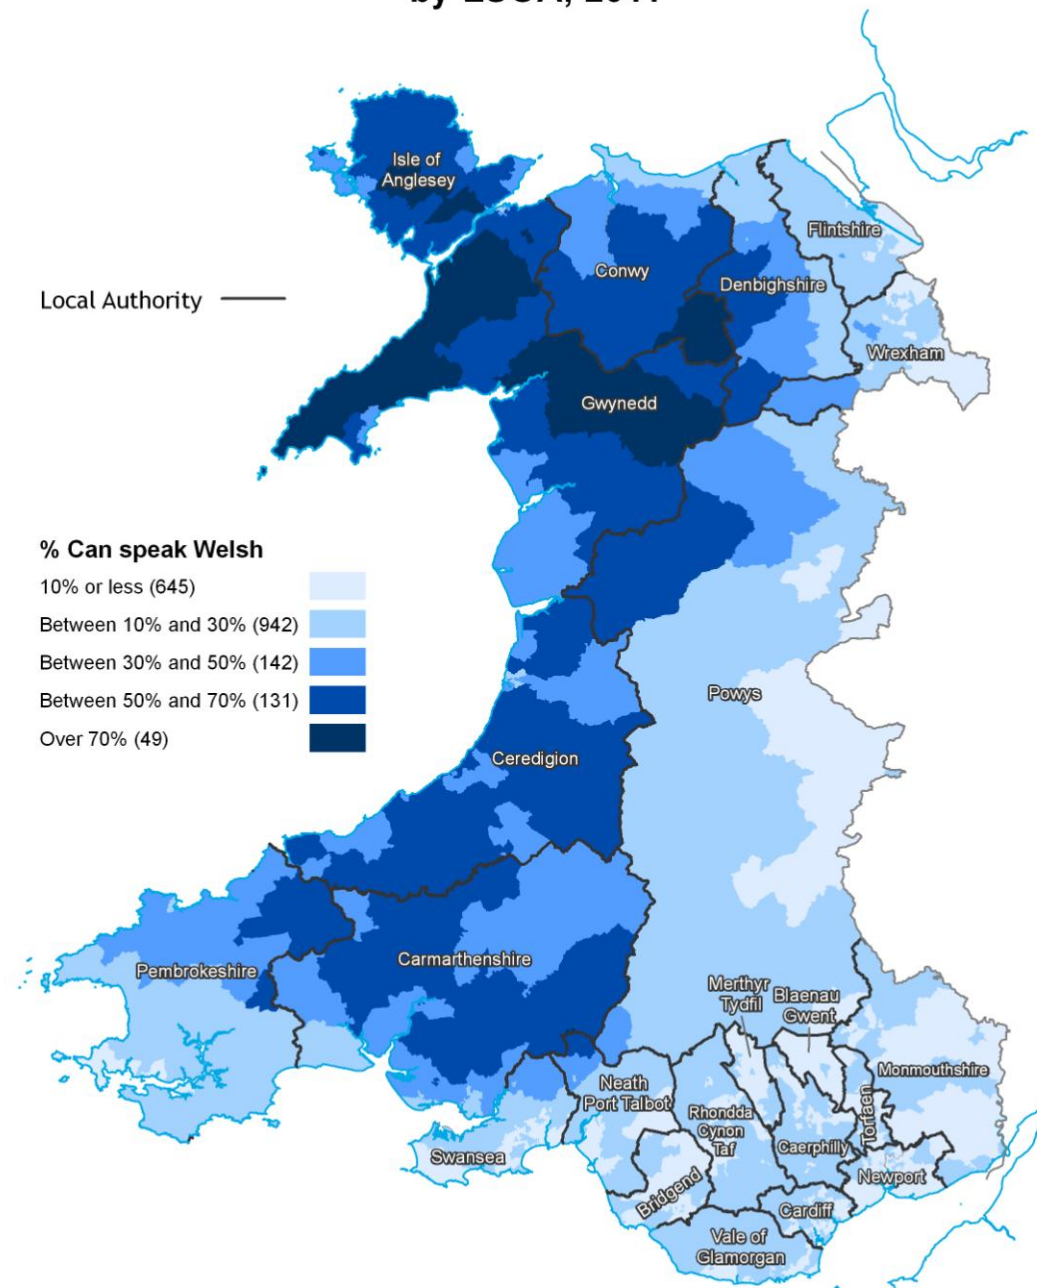 Isle of
Anglesey
Flintshire
Conwy
Denbighshire
Local Authority
Wrexham
Gwynedd
% Can speak Welsh
10% or less (645)
Between 10% and 30% (942)
Between 30% and 50% (142)
Between 50% and 70% (131)
Over 70% (49)
Powys
Ceredigion
Carmarthenshire
Pembrokeshire
Merthyr
Tydfil
Blaenau
Gwent
Monmouthshire
Neath
Port Talbot
Rhondda
Cynon
Taf
Torfaen
Caerphilly
Swansea
Newport
Bridgend
Cardiff
Vale of
Glamorgan